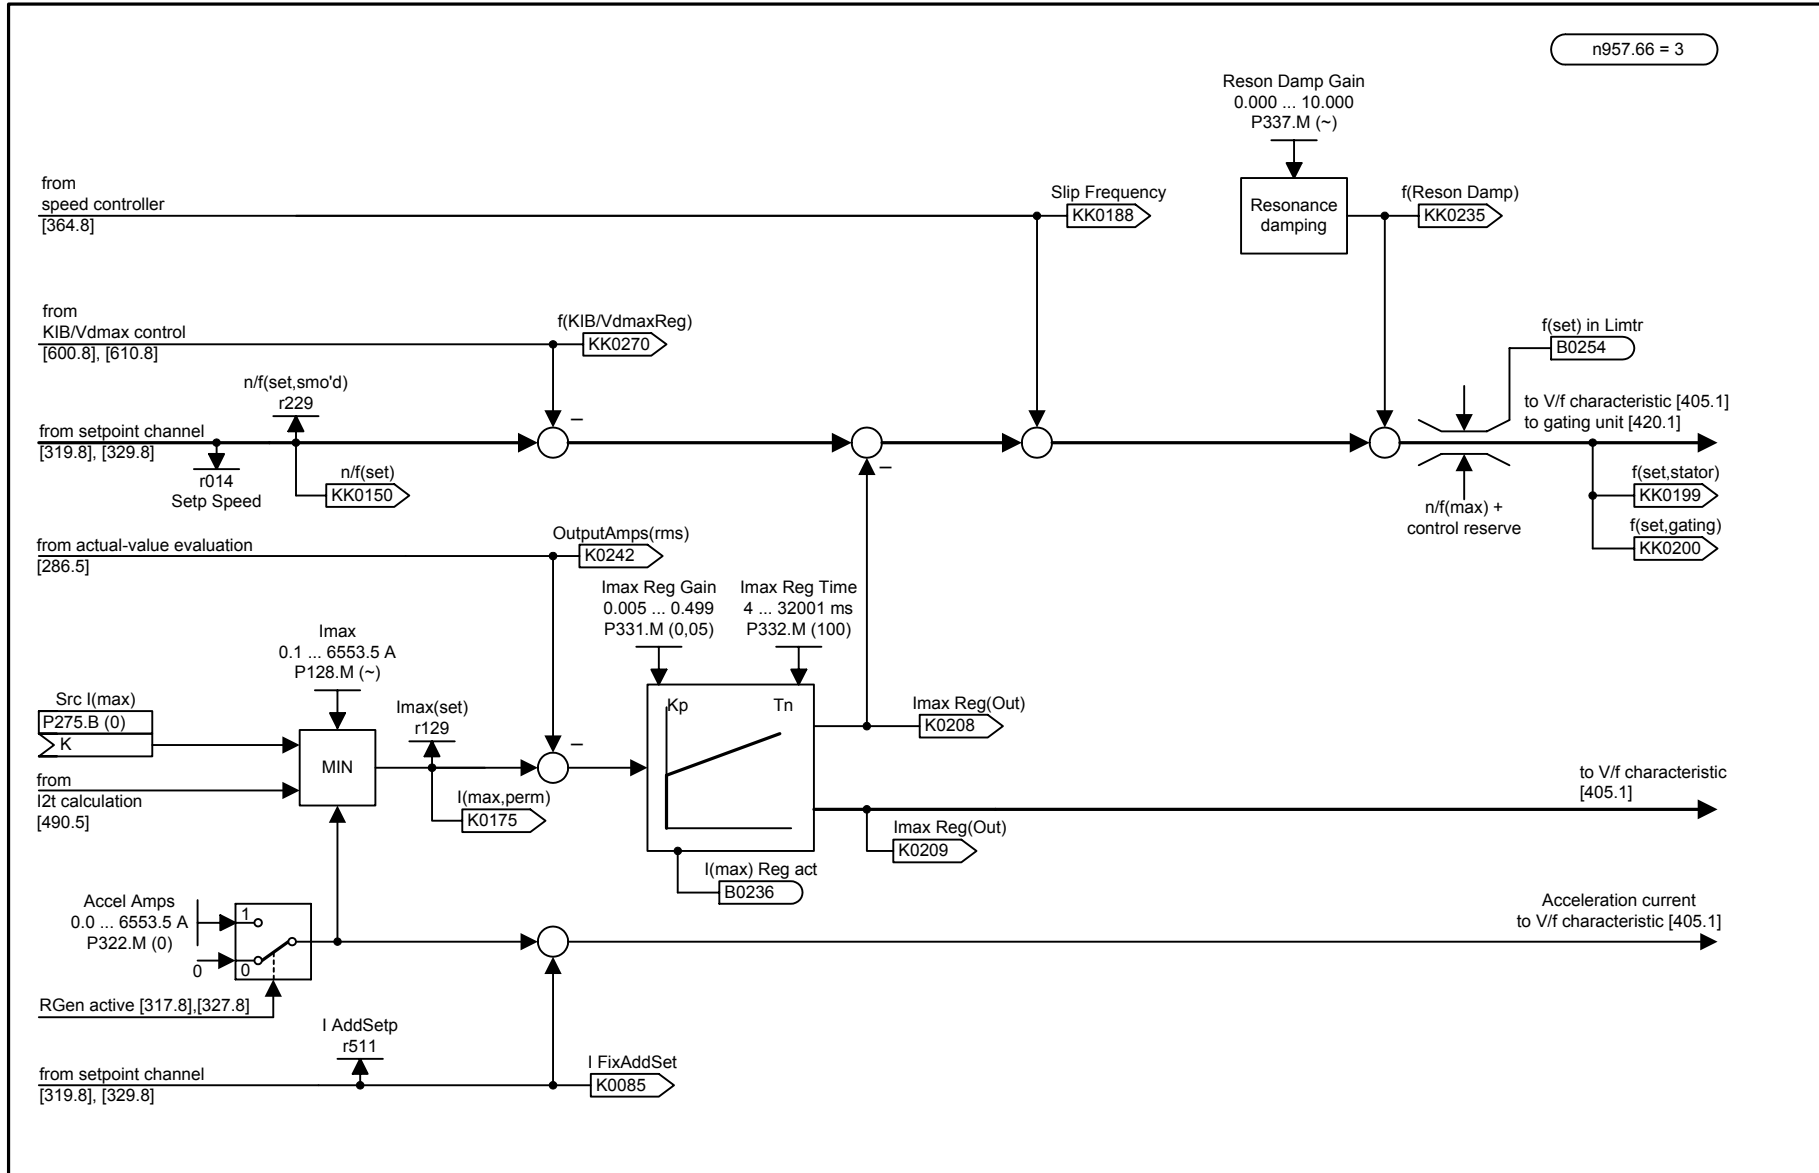 n957.66 = 3
Reson Damp Gain
0.000 ... 10.000
P337.M (~)
from
speed controller
[364.8]
Slip Frequency
KK0188
Resonance
damping
f(Reson Damp)
KK0235
from
KIB/Vdmax control
[600.8], [610.8]
f(KIB/VdmaxReg)
KK0270
f(set) in Limtr
B0254
n/f(set,smo'd)
r229
from setpoint channel
[319.8], [329.8]
r014
Setp Speed
n/f(set)
KK0150
–
–
to V/f characteristic [405.1]
to gating unit [420.1]
n/f(max) +
control reserve
f(set,stator)
KK0199
f(set,gating)
KK0200
from actual-value evaluation
[286.5]
OutputAmps(rms)
K0242
Imax Reg Gain
0.005 ... 0.499
P331.M (0,05)
Imax Reg Time
4 ... 32001 ms
P332.M (100)
Imax
0.1 ... 6553.5 A
P128.M (~)
Src I(max)
P275.B (0)
K
from
I2t calculation
[490.5]
MIN
Imax(set)
r129
I(max,perm)
K0175
–
Kp
Tn
Imax Reg(Out)
K0208
to V/f characteristic
[405.1]
Imax Reg(Out)
K0209
I(max) Reg act
B0236
Accel Amps
0.0 ... 6553.5 A
P322.M (0)
1
0
0
RGen active [317.8],[327.8]
Acceleration current
to V/f characteristic [405.1]
I AddSetp
r511
from setpoint channel
[319.8], [329.8]
I FixAddSet
K0085